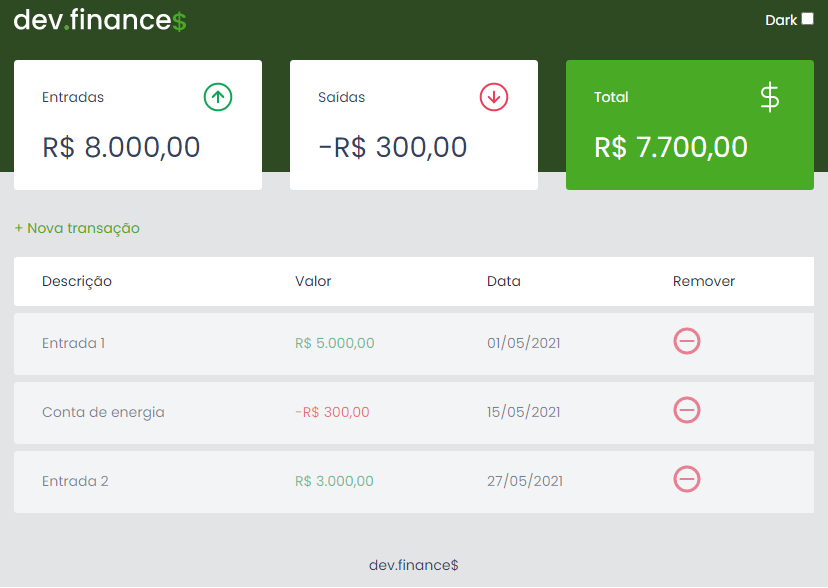 dev.finance$
Dark
Entradas
R$ 8.000,00
Saídas
-R$ 300,00
Total
$
R$ 7.700,00
+ Nova transação
Descrição Valor Data Remover
Entrada 1 R$ 5.000,00 01/05/2021
Conta de energia -R$ 300,00 15/05/2021
Entrada 2 R$ 3.000,00 27/05/2021
dev.finance$